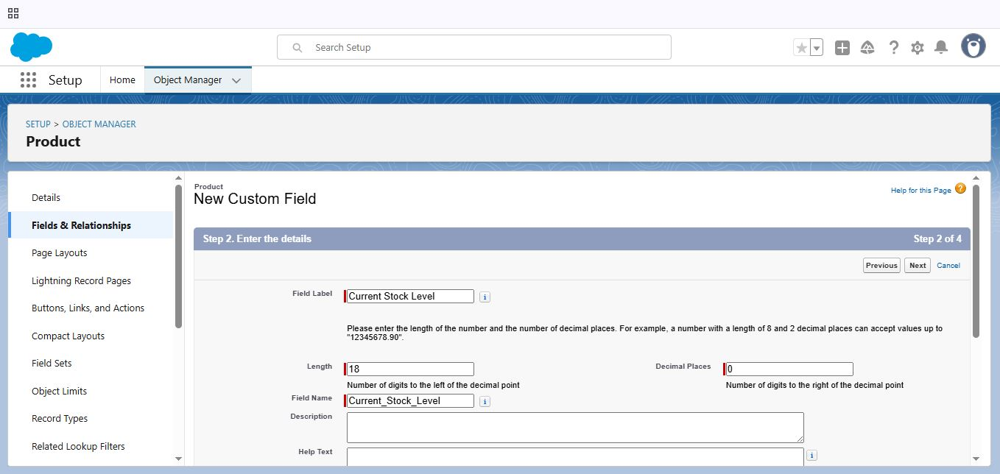 Search Setup
Setup
Home
Object Manager
SETUP > OBJECT MANAGER
Product
Details
Fields & Relationships
Page Layouts
Lightning Record Pages
Buttons, Links, and Actions
Compact Layouts
Field Sets
Object Limits
Record Types
Related Lookup Filters
Product
New Custom Field
Help for this Page ?
Step 2. Enter the details
Step 2 of 4
Previous
Next
Cancel
Field Label
Current Stock Level
i
Please enter the length of the number and the number of decimal places. For example, a number with a length of 8 and 2 decimal places can accept values up to
"12345678.90".
Length
18
Decimal Places
0
Number of digits to the left of the decimal point
Number of digits to the right of the decimal point
Field Name
Current_Stock_Level
i
Description
Help Text
i